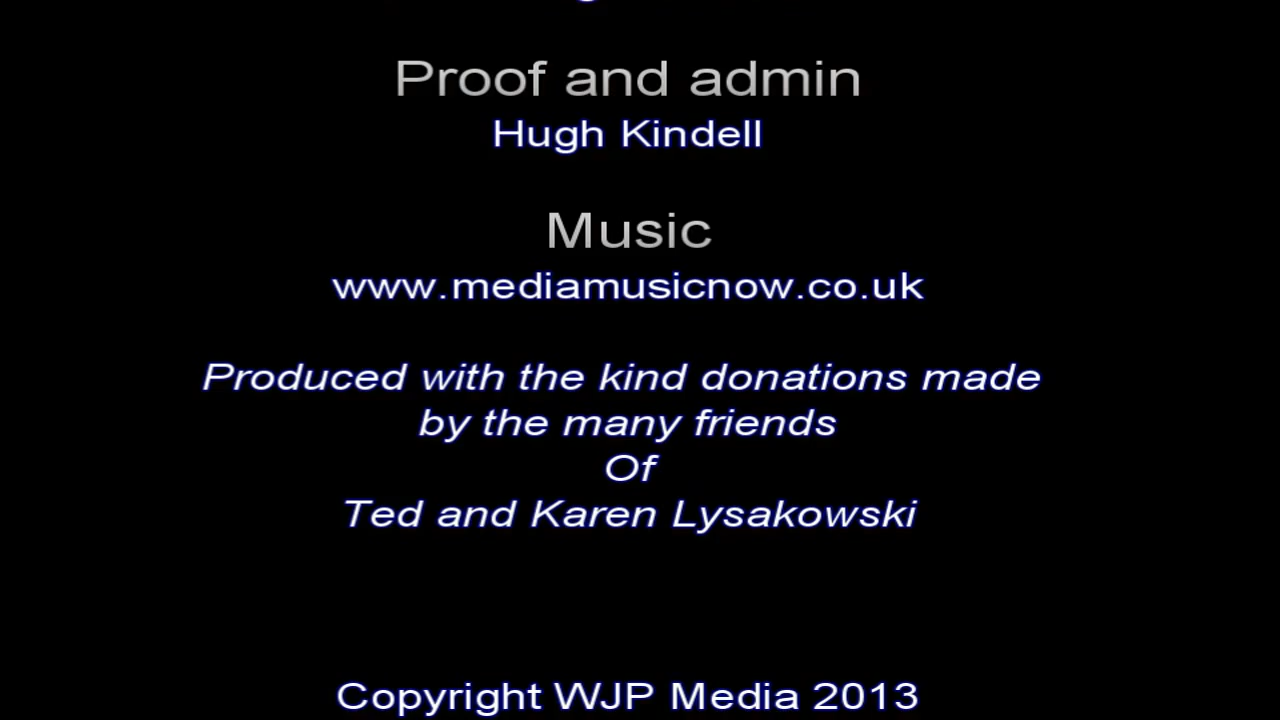 Proof and admin
Hugh Kindell
Music
www.mediamusicnow.co.uk
Produced with the kind donations made
by the many friends
Of
Ted and Karen Lysakowski
Copyright WJP Media 2013